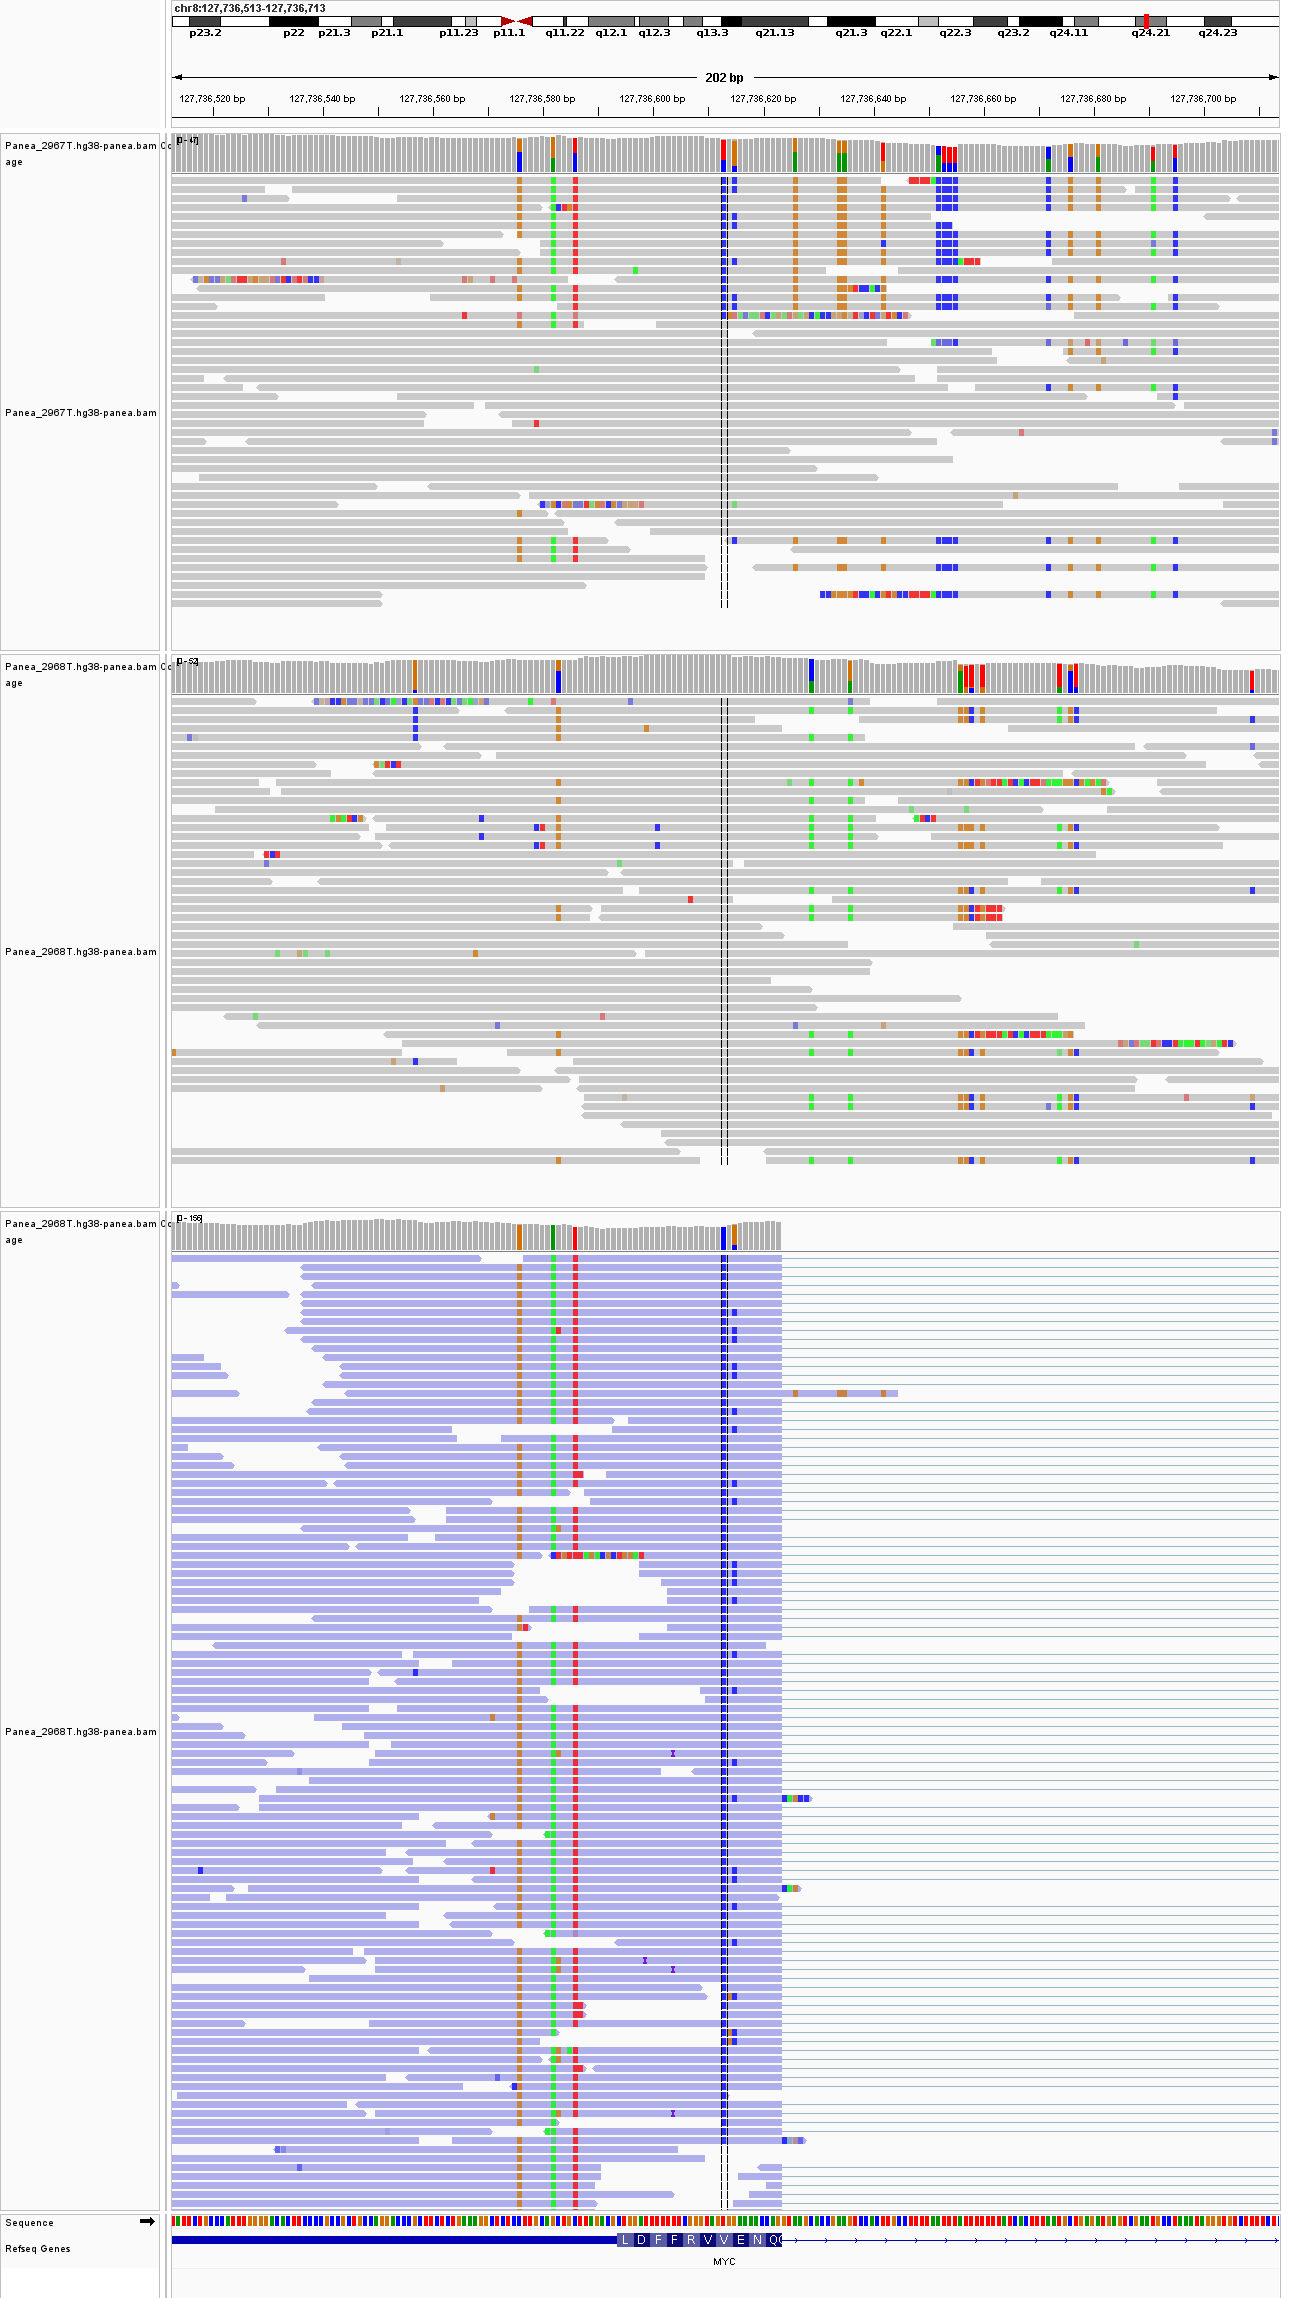 chr8:127,736,513-127,736,713
p23.2 p22 p21.3 p21.1 p11.23 p11.1 q11.22 q12.1 q12.3 q13.3 q21.13 q21.3 q22.1 q22.3 q23.2 q24.11 q24.21 q24.23
202 bp
127,736,520 bp 127,736,540 bp 127,736,560 bp 127,736,580 bp 127,736,600 bp 127,736,620 bp 127,736,640 bp 127,736,660 bp 127,736,680 bp 127,736,700 bp
[0 - 47]
Panea_2967T.hg38-panea.bam Co
age
Panea_2967T.hg38-panea.bam
[0 - 52]
Panea_2968T.hg38-panea.bam Co
age
Panea_2968T.hg38-panea.bam
[0 - 156]
Panea_2968T.hg38-panea.bam Co
age
Panea_2968T.hg38-panea.bam
Sequence
L D F F R V V E N Q
Refseq Genes
MYC